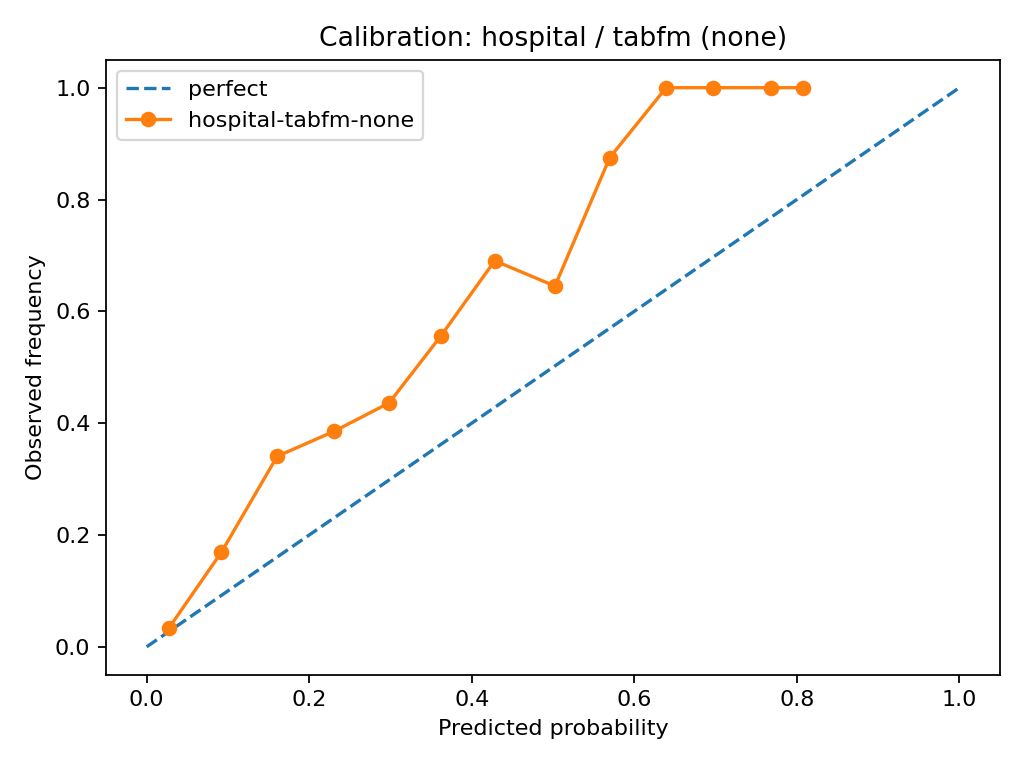 Calibration: hospital / tabfm (none)
perfect
hospital-tabfm-none
Observed frequency
1.0
0.8
0.6
0.4
0.2
0.0
0.0 0.2 0.4 0.6 0.8 1.0
Predicted probability